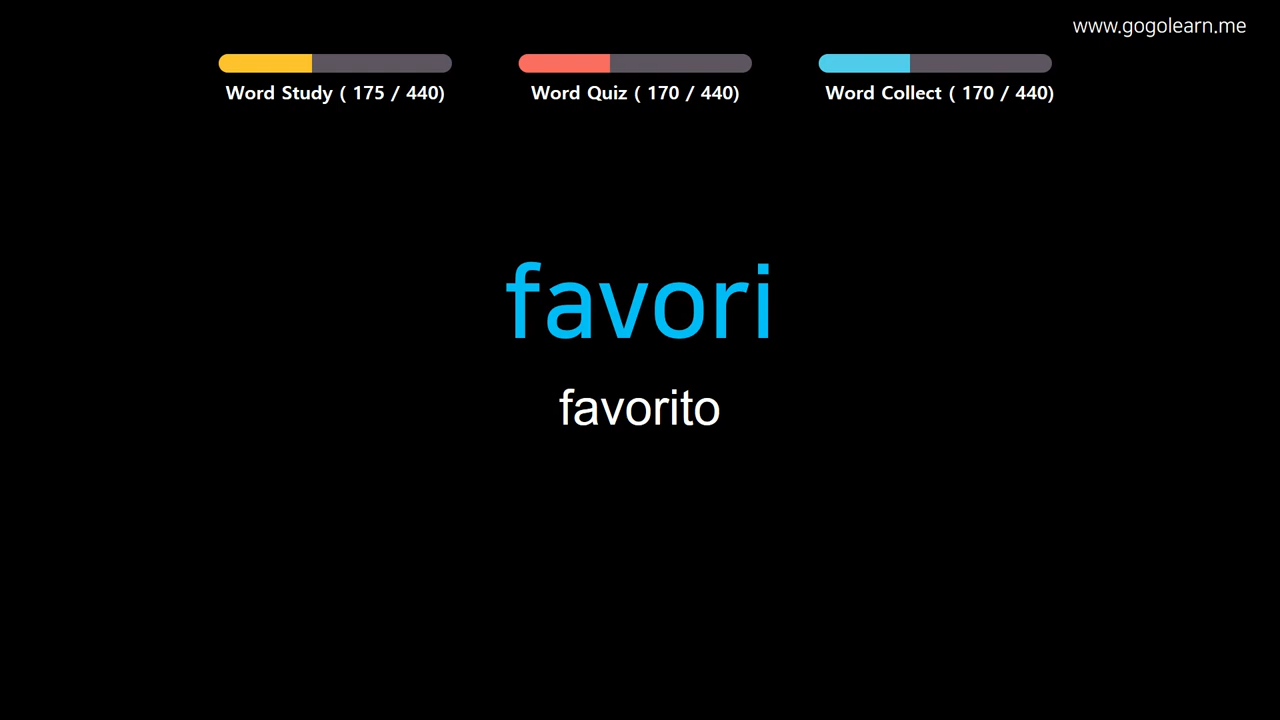 www.gogolearn.me
Word Study ( 175 / 440)
Word Quiz ( 170 / 440)
Word Collect ( 170 / 440)
favori
favorito